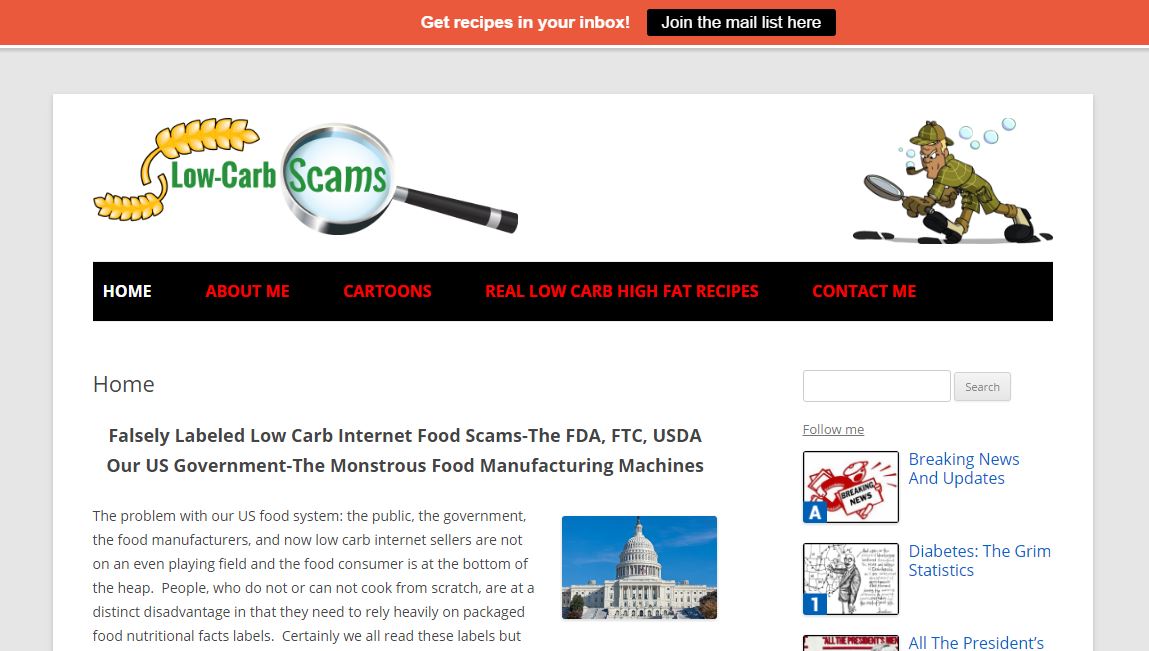 Get recipes in your inbox! Join the mail list here
Low-Carb Scams
HOME ABOUT ME CARTOONS REAL LOW CARB HIGH FAT RECIPES CONTACT ME
Home
Falsely Labeled Low Carb Internet Food Scams-The FDA, FTC, USDA
Our US Government-The Monstrous Food Manufacturing Machines
The problem with our US food system: the public, the government,
the food manufacturers, and now low carb internet sellers are not
on an even playing field and the food consumer is at the bottom of
the heap.  People, who do not or can not cook from scratch, are at a
distinct disadvantage in that they need to rely heavily on packaged
food nutritional facts labels.  Certainly we all read these labels but
Search
Follow me
BREAKING
NEWS
A
Breaking News
And Updates
1
Diabetes: The Grim
Statistics
"ALL THE PRESIDENT'S MEN
All The President's